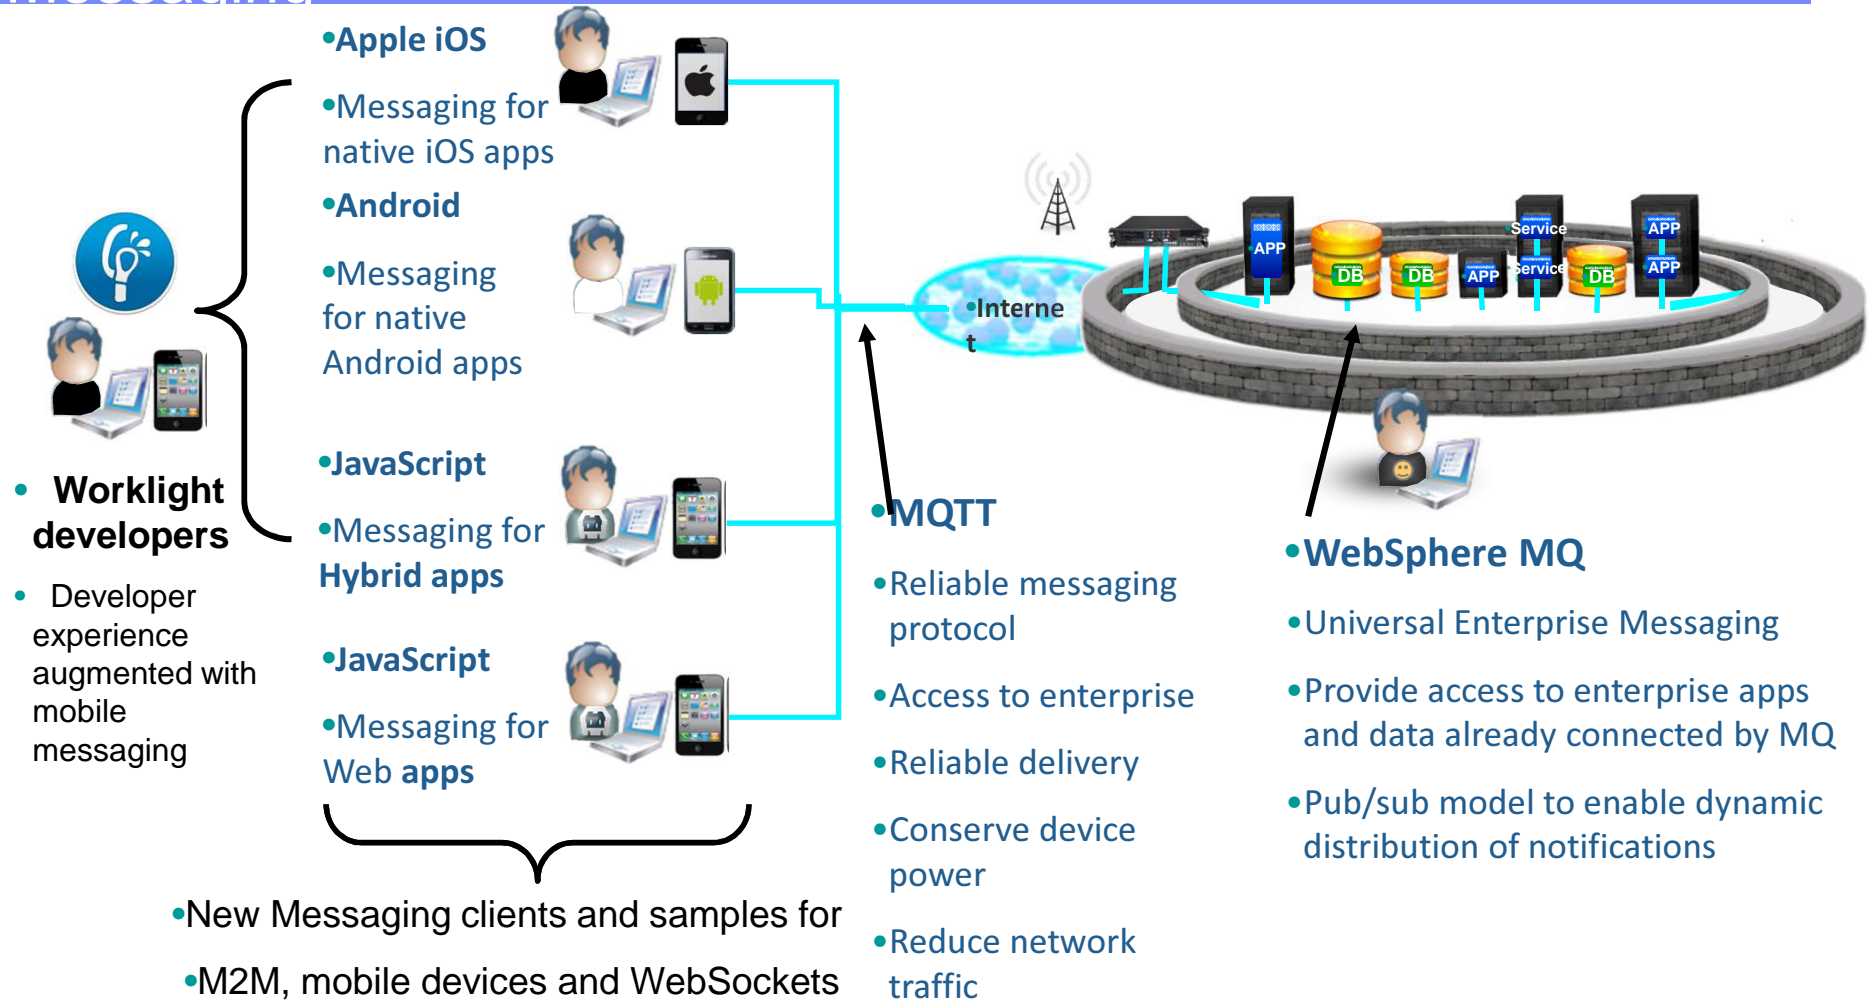 Messaging
•Apple iOS
•Messaging for
native iOS apps
•Android
•Messaging
for native
Android apps
•JavaScript
•Messaging for
Hybrid apps
•JavaScript
•Messaging for
Web apps
• Worklight
developers
• Developer
experience
augmented with
mobile
messaging
•New Messaging clients and samples for
•M2M, mobile devices and WebSockets
•Interne
t
•APP
•DB
•DB
•APP
•Service
•Service
•DB
•APP
•APP
•MQTT
•Reliable messaging
protocol
•Access to enterprise
•Reliable delivery
•Conserve device
power
•Reduce network
traffic
•WebSphere MQ
•Universal Enterprise Messaging
•Provide access to enterprise apps
and data already connected by MQ
•Pub/sub model to enable dynamic
distribution of notifications